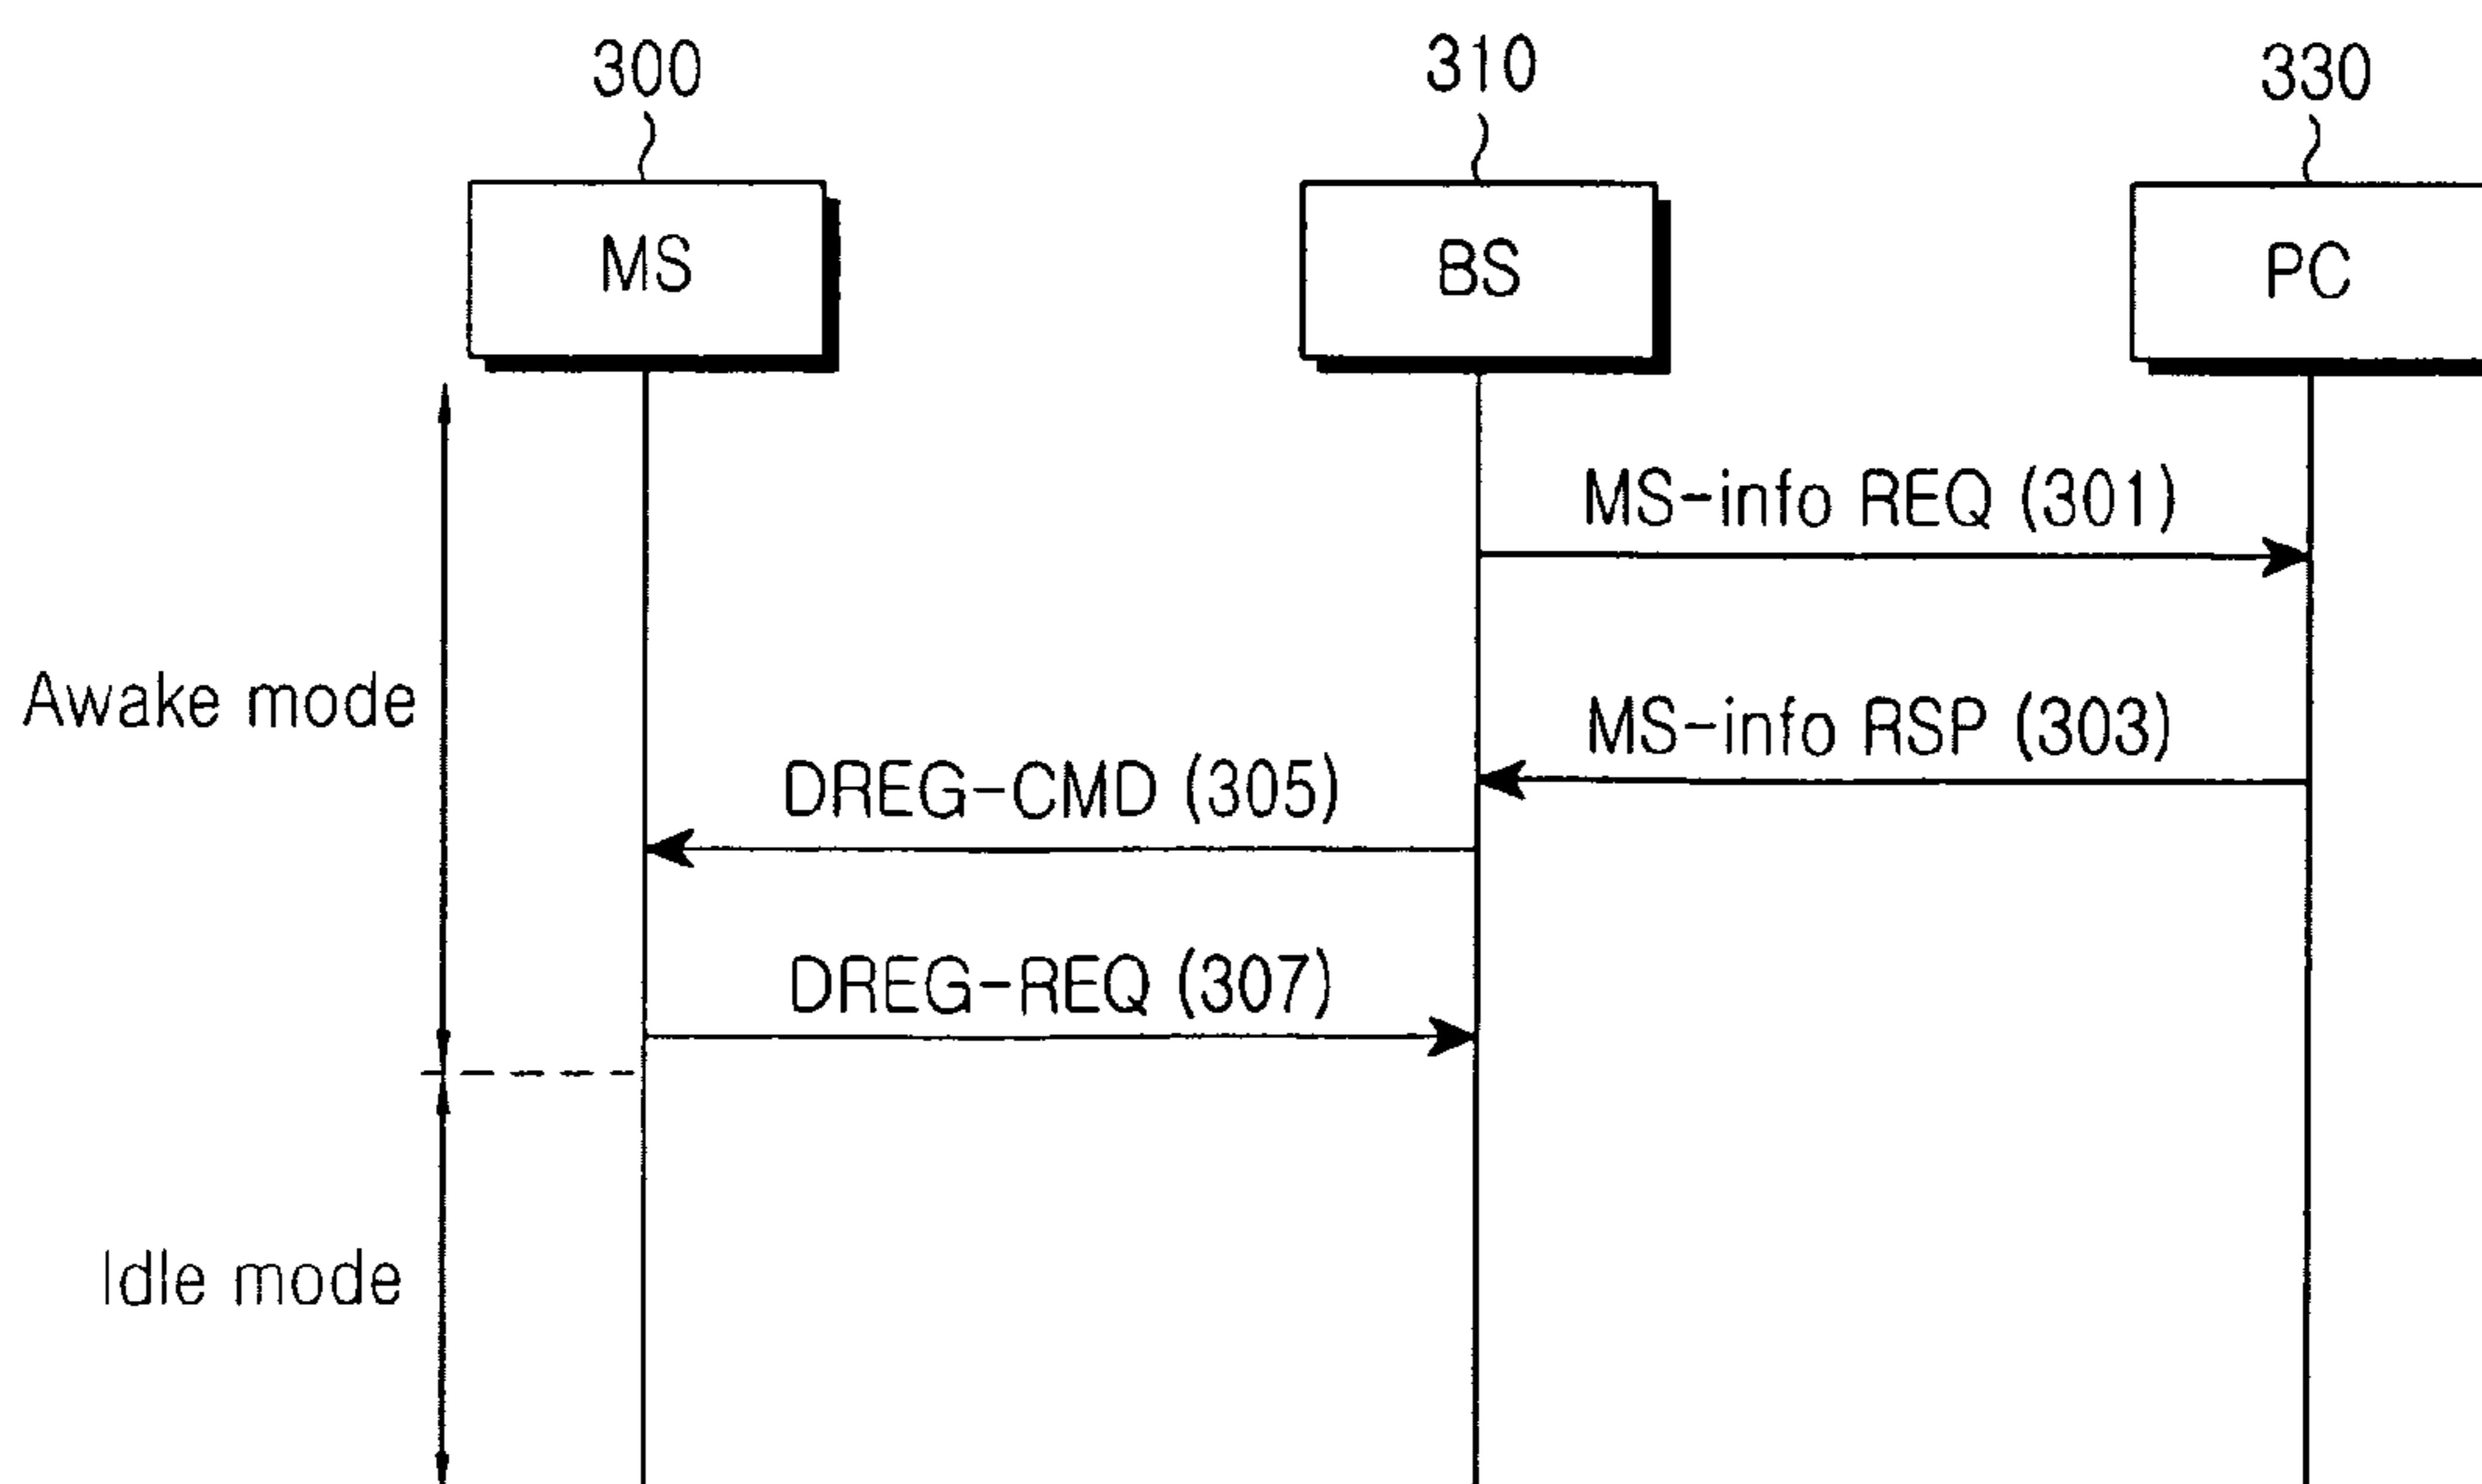 300
310
330
MS
BS
PC
MS-info REQ (301)
Awake mode
MS-info RSP (303)
DREG-CMD (305)
DREG-REQ (307)
Idle mode